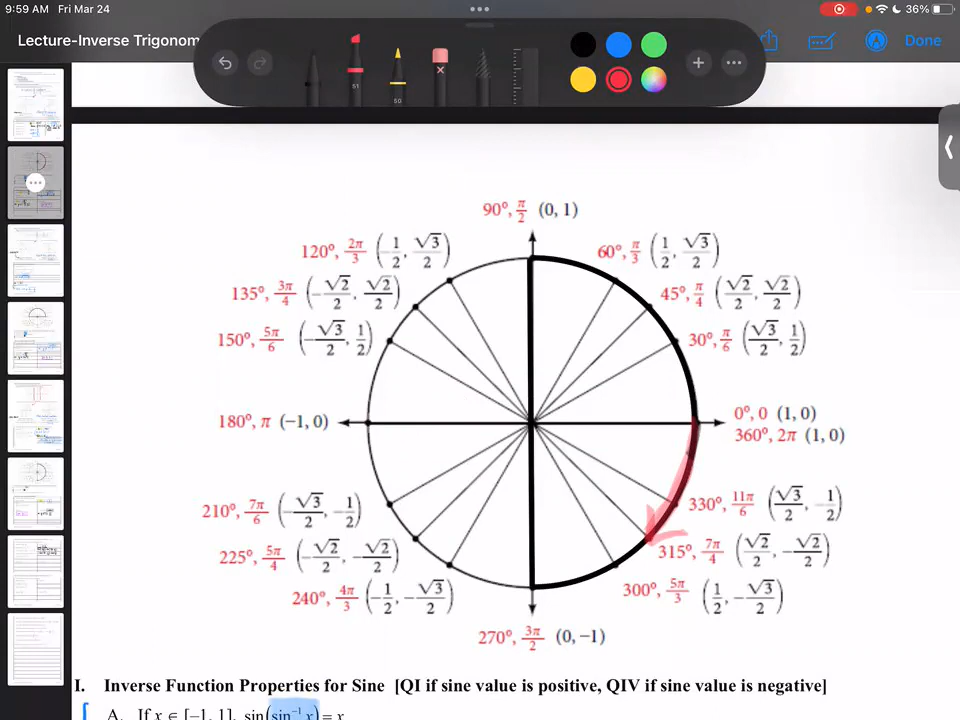 9:59 AM Fri Mar 24
36%
Lecture-Inverse Trigonom
Done
51
50
90°, π/2 (0, 1)
120°, 2π/3 (-1/2, √3/2)
60°, π/3 (1/2, √3/2)
135°, 3π/4 (-√2/2, √2/2)
45°, π/4 (√2/2, √2/2)
150°, 5π/6 (-√3/2, 1/2)
30°, π/6 (√3/2, 1/2)
180°, π (−1, 0)
0°, 0 (1, 0)
360°, 2π (1, 0)
210°, 7π/6 (-√3/2, -1/2)
330°, 11π/6 (√3/2, -1/2)
225°, 5π/4 (-√2/2, -√2/2)
315°, 7π/4 (√2/2, -√2/2)
240°, 4π/3 (-1/2, -√3/2)
300°, 5π/3 (1/2, -√3/2)
270°, 3π/2 (0, −1)
I. Inverse Function Properties for Sine [QI if sine value is positive, QIV if sine value is negative]
A. If x ∈ [−1, 1], sin(sin⁻¹ x) = x